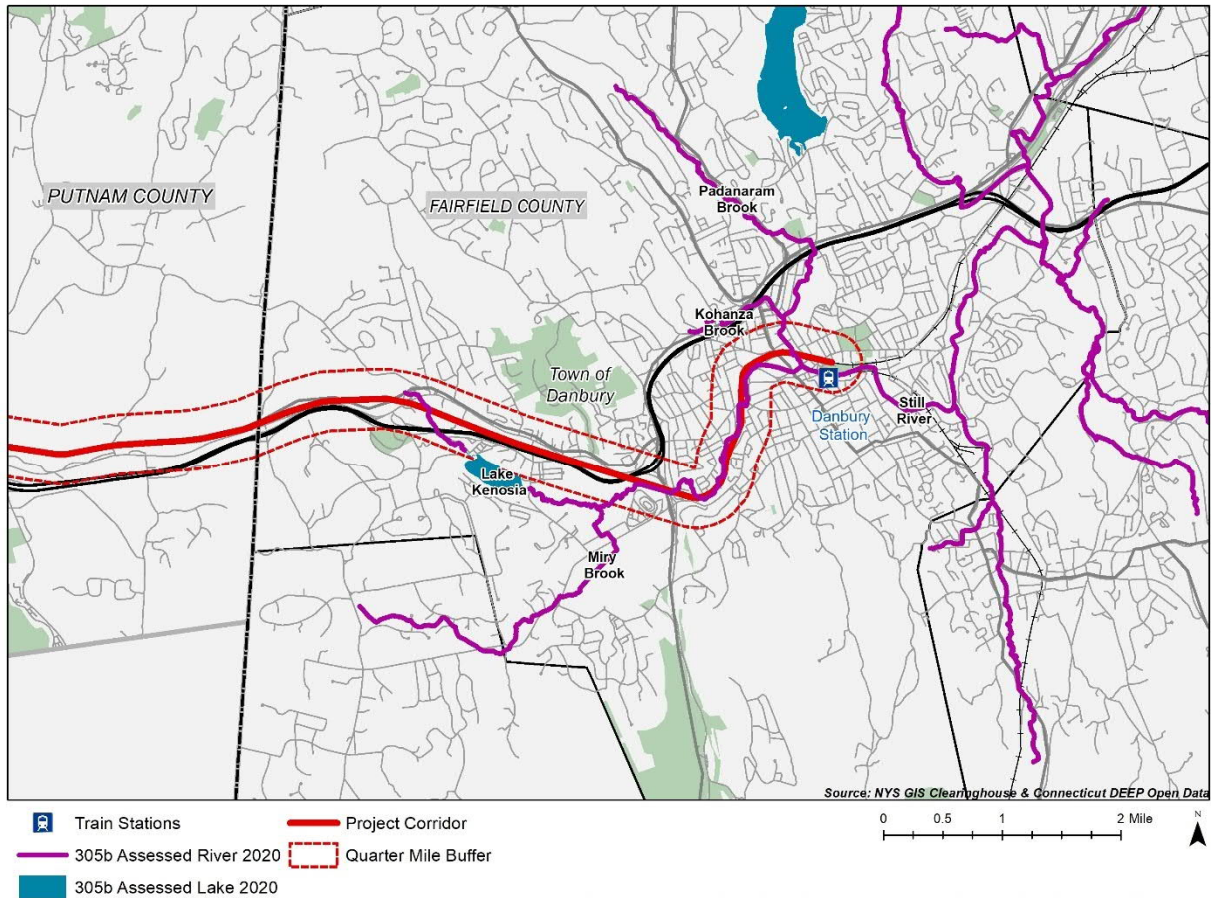 PUTNAM COUNTY
FAIRFIELD COUNTY
Padanaram
Brook
Kohanza
Brook
Town of
Danbury
Danbury
Station
Still
River
Lake
Kenosia
Miry
Brook
Source: NYS GIS Clearinghouse & Connecticut DEEP Open Data
Train Stations
Project Corridor
305b Assessed River 2020
Quarter Mile Buffer
305b Assessed Lake 2020
0 0.5 1 2 Mile
N